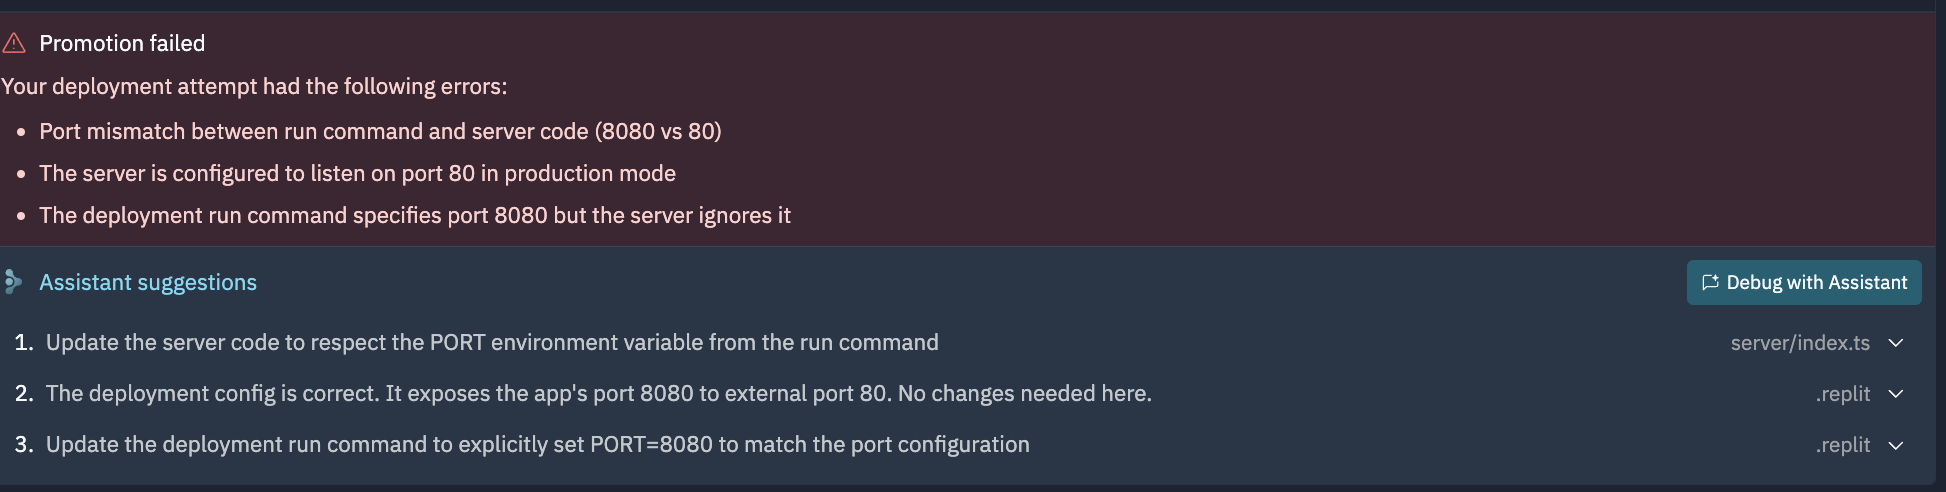 Promotion failed
Your deployment attempt had the following errors:
• Port mismatch between run command and server code (8080 vs 80)
• The server is configured to listen on port 80 in production mode
• The deployment run command specifies port 8080 but the server ignores it
Assistant suggestions
Debug with Assistant
1. Update the server code to respect the PORT environment variable from the run command server/index.ts
2. The deployment config is correct. It exposes the app's port 8080 to external port 80. No changes needed here. .replit
3. Update the deployment run command to explicitly set PORT=8080 to match the port configuration .replit